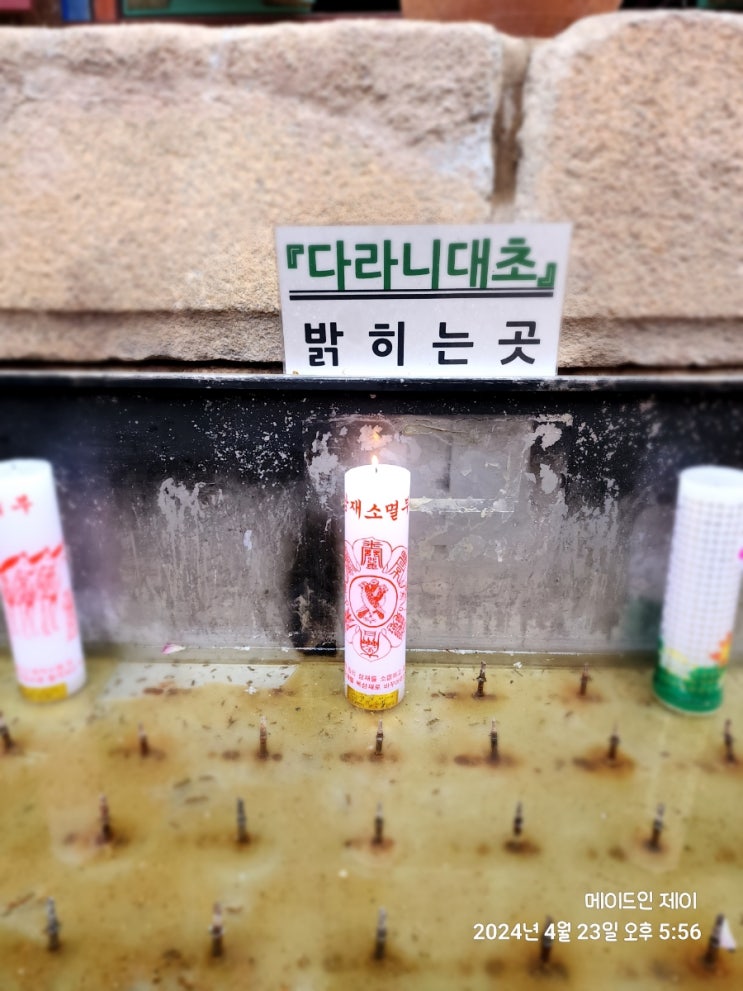 『다라니대초』
밝 히 는 곳
재소멸
메이드인 제이
2024년 4월 23일 오후 5:56